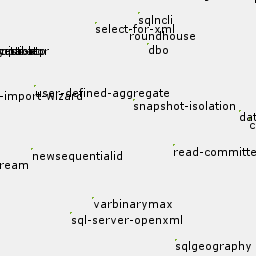 sqlncli
select-for-xml
roundhouse
dbo
-import-wizard
user-defined-aggregate
snapshot-isolation
dat
c
newsequentialid
read-committe
ream
varbinarymax
sql-server-openxml
sqlgeography